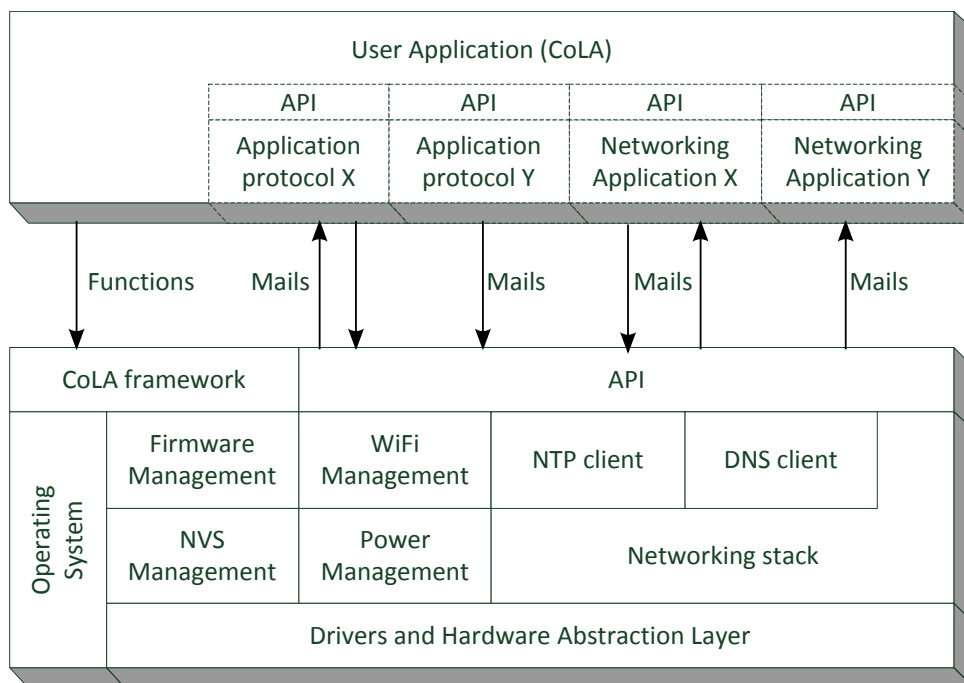 User Application (CoLA)
API API API API
Application Application Networking Networking
protocol X protocol Y Application X Application Y
Functions Mails Mails Mails Mails
CoLA framework API
Firmware WiFi
Management Management
NTP client DNS client
Operating
System
NVS Power
Management Management
Networking stack
Drivers and Hardware Abstraction Layer